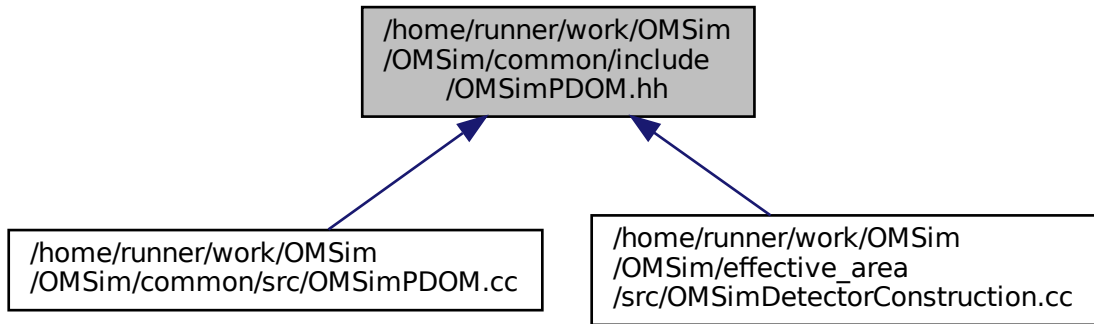 /home/runner/work/OMSim
/OMSim/common/include
/OMSimPDOM.hh
/home/runner/work/OMSim
/OMSim/common/src/OMSimPDOM.cc
/home/runner/work/OMSim
/OMSim/effective_area
/src/OMSimDetectorConstruction.cc